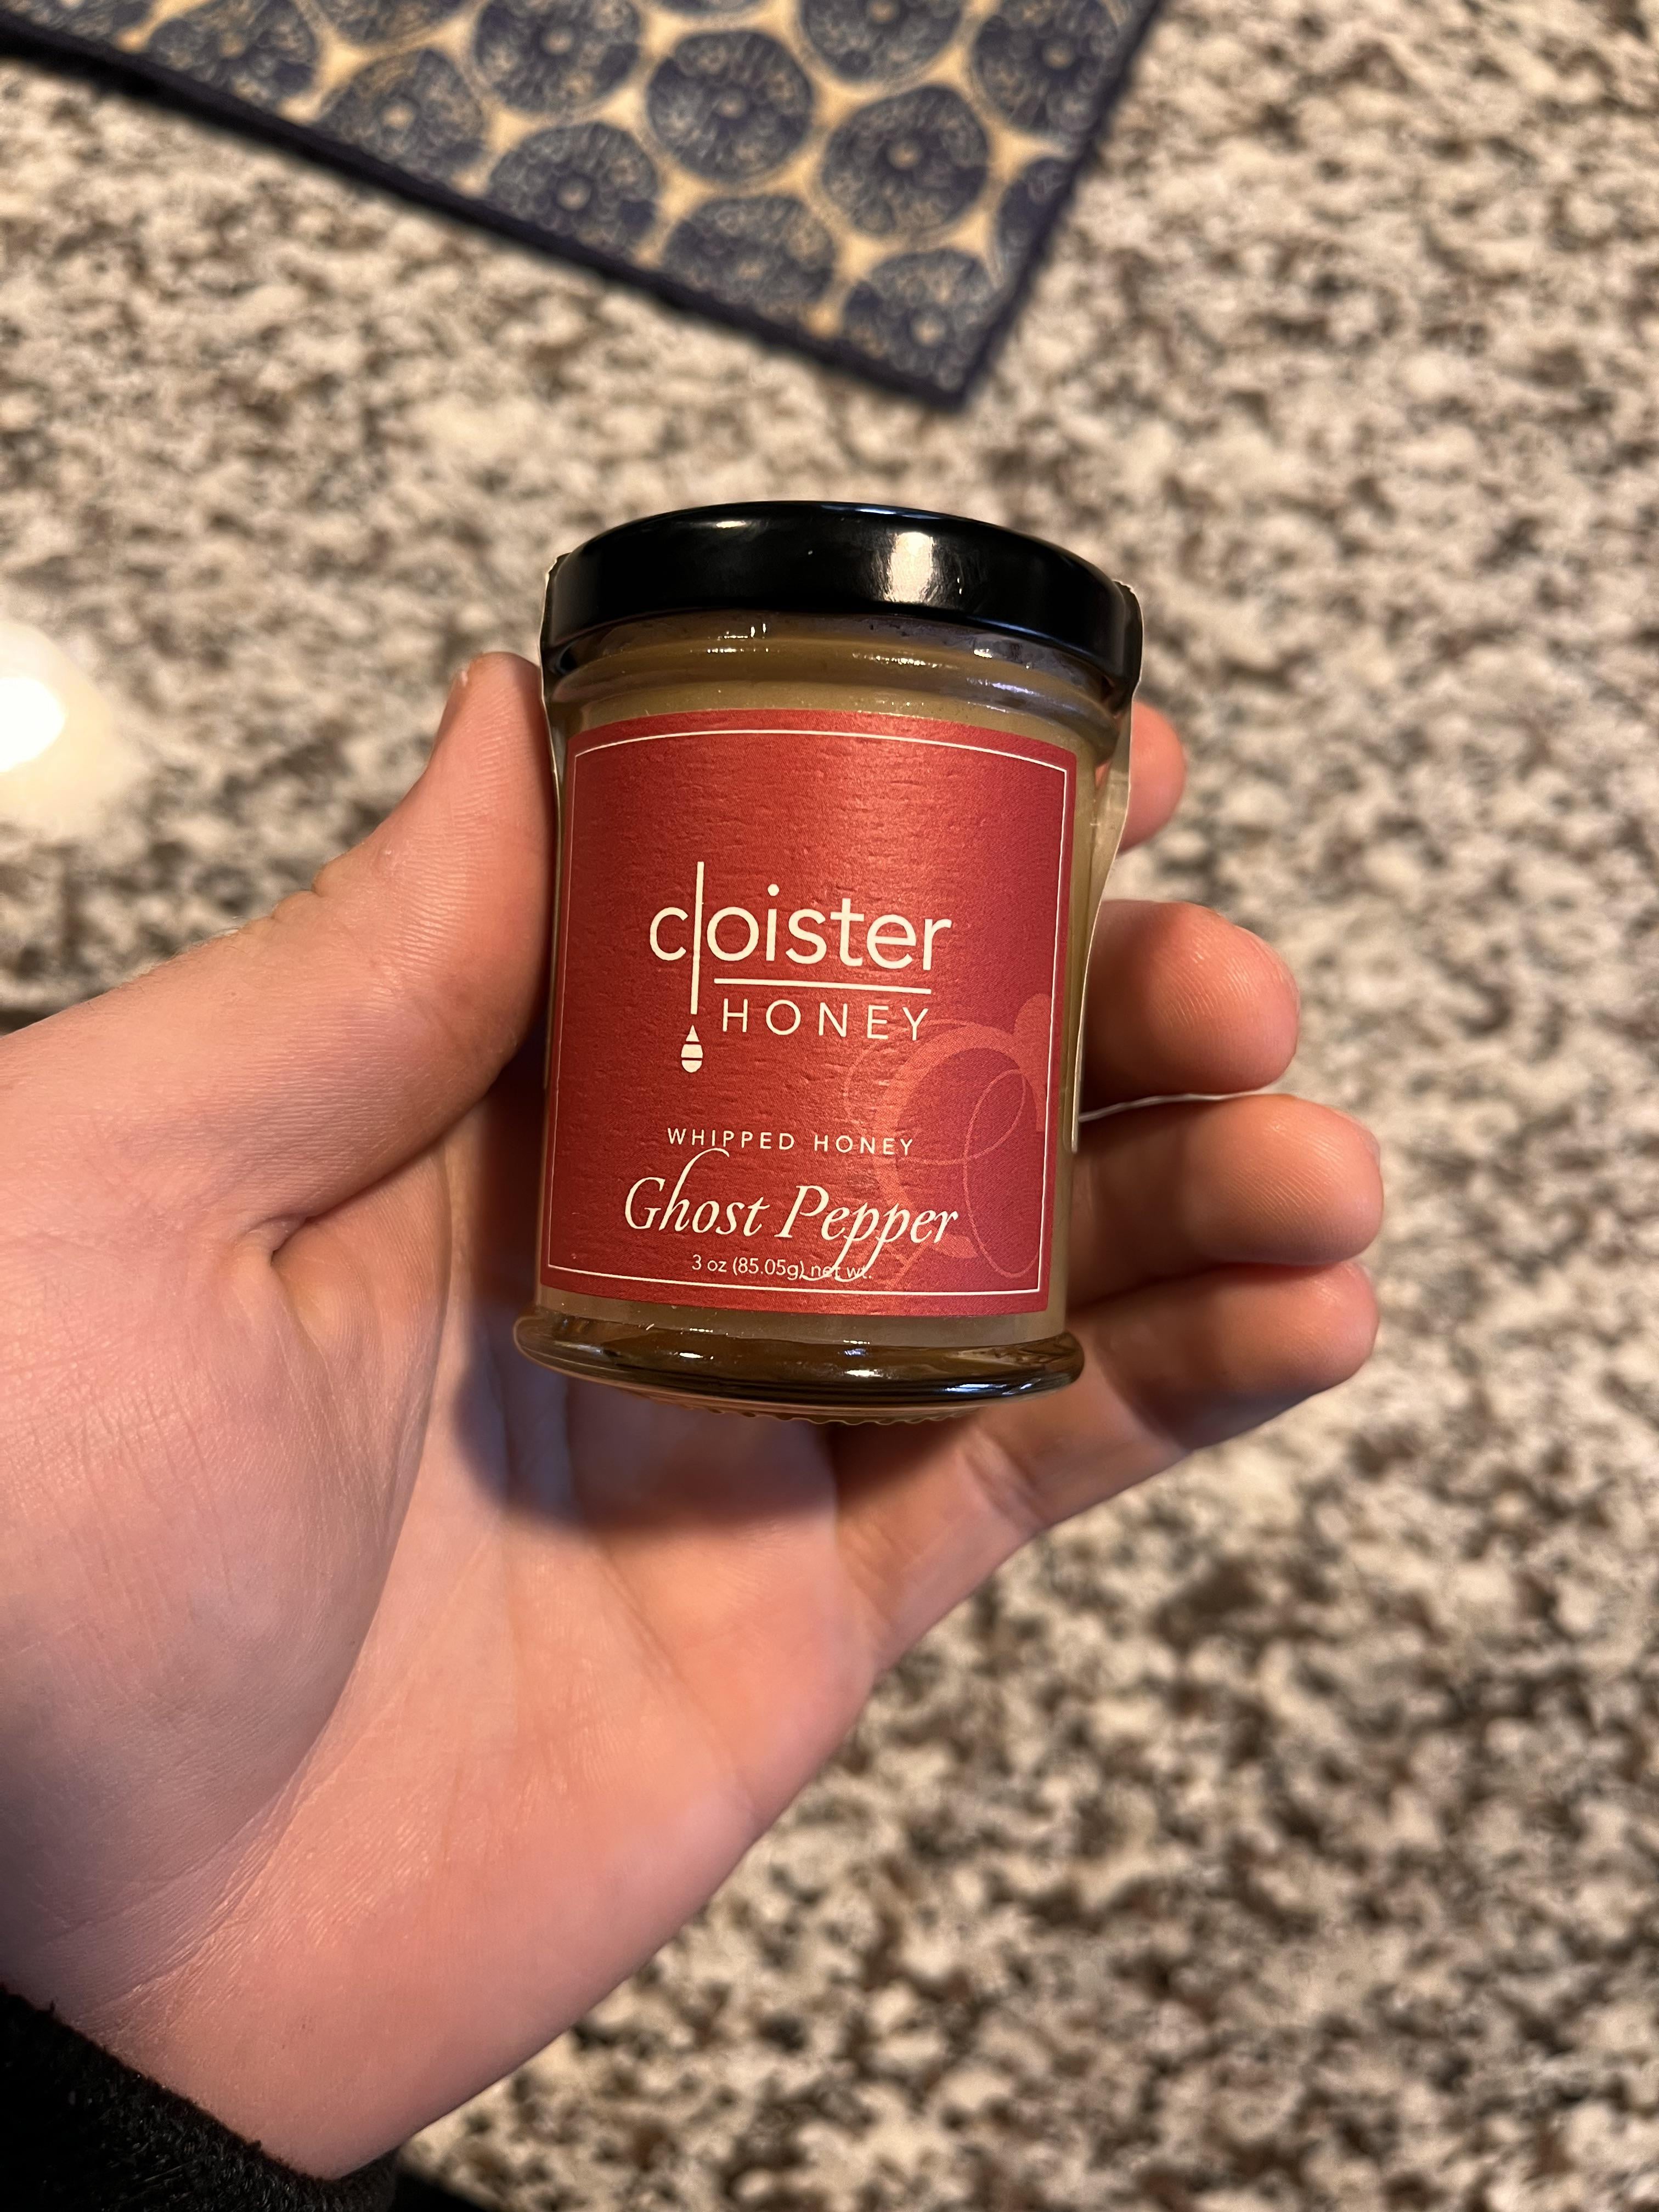 cloister
HONEY
WHIPPED HONEY
Ghost Pepper
3 oz (85.05g) net wt.